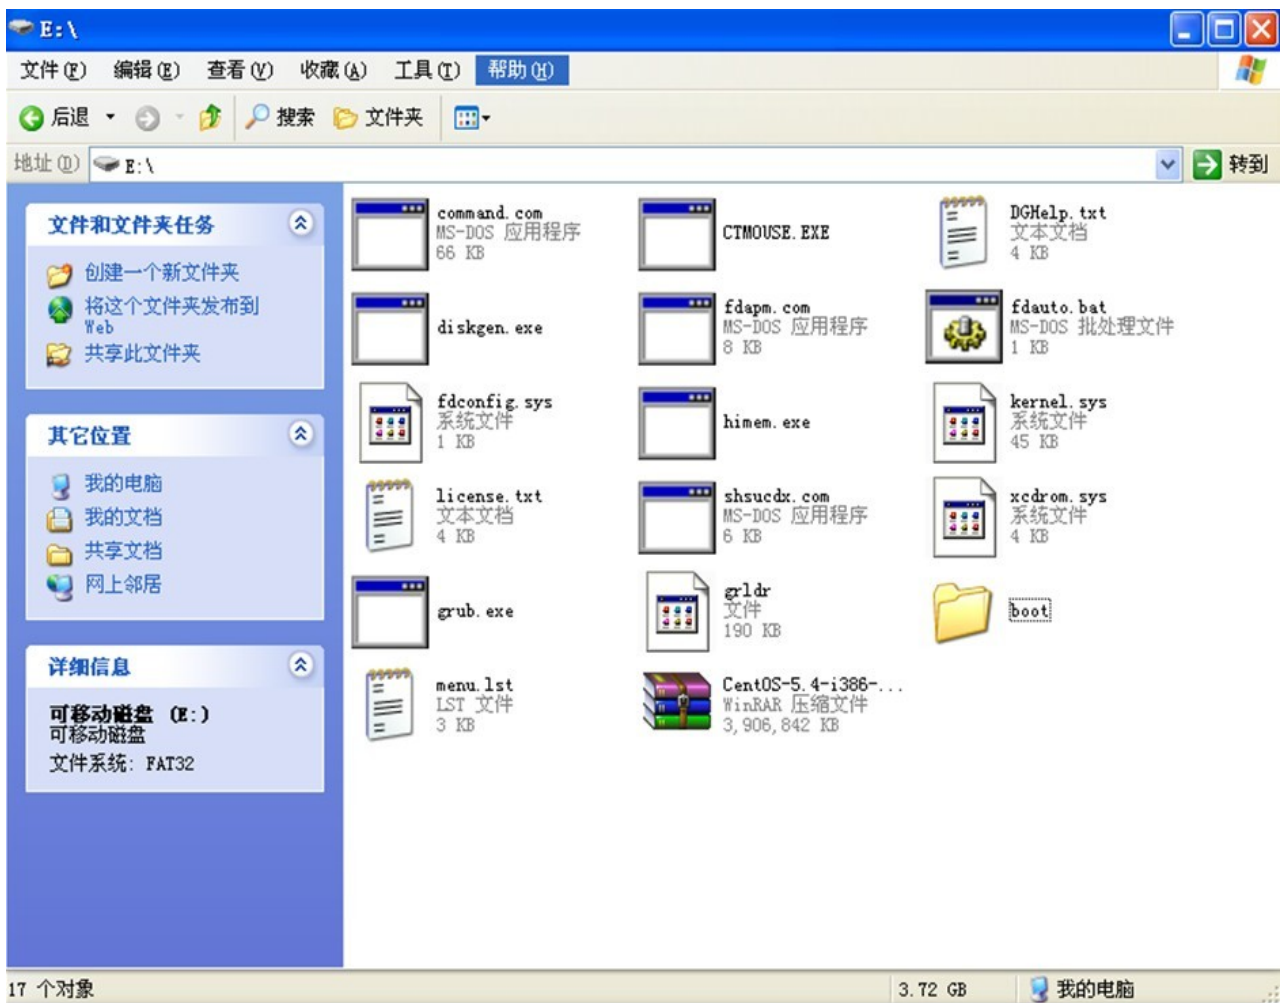 E:\
文件(F) 编辑(E) 查看(V) 收藏(A) 工具(T) 帮助(H)
后退 搜索 文件夹
地址(D) E:\ 转到
文件和文件夹任务
创建一个新文件夹
将这个文件夹发布到
Web
共享此文件夹
其它位置
我的电脑
我的文档
共享文档
网上邻居
详细信息
可移动磁盘 (E:)
可移动磁盘
文件系统: FAT32
command.com
MS-DOS 应用程序
66 KB
CTMOUSE.EXE
DGHelp.txt
文本文档
4 KB
diskgen.exe
fdapm.com
MS-DOS 应用程序
8 KB
fdauto.bat
MS-DOS 批处理文件
1 KB
fdconfig.sys
系统文件
1 KB
himem.exe
kernel.sys
系统文件
45 KB
license.txt
文本文档
4 KB
shsucdx.com
MS-DOS 应用程序
6 KB
xcdrom.sys
系统文件
4 KB
grub.exe
grldr
文件
190 KB
boot
menu.lst
LST 文件
3 KB
CentOS-5.4-i386-...
WinRAR 压缩文件
3,906,842 KB
17 个对象 3.72 GB 我的电脑